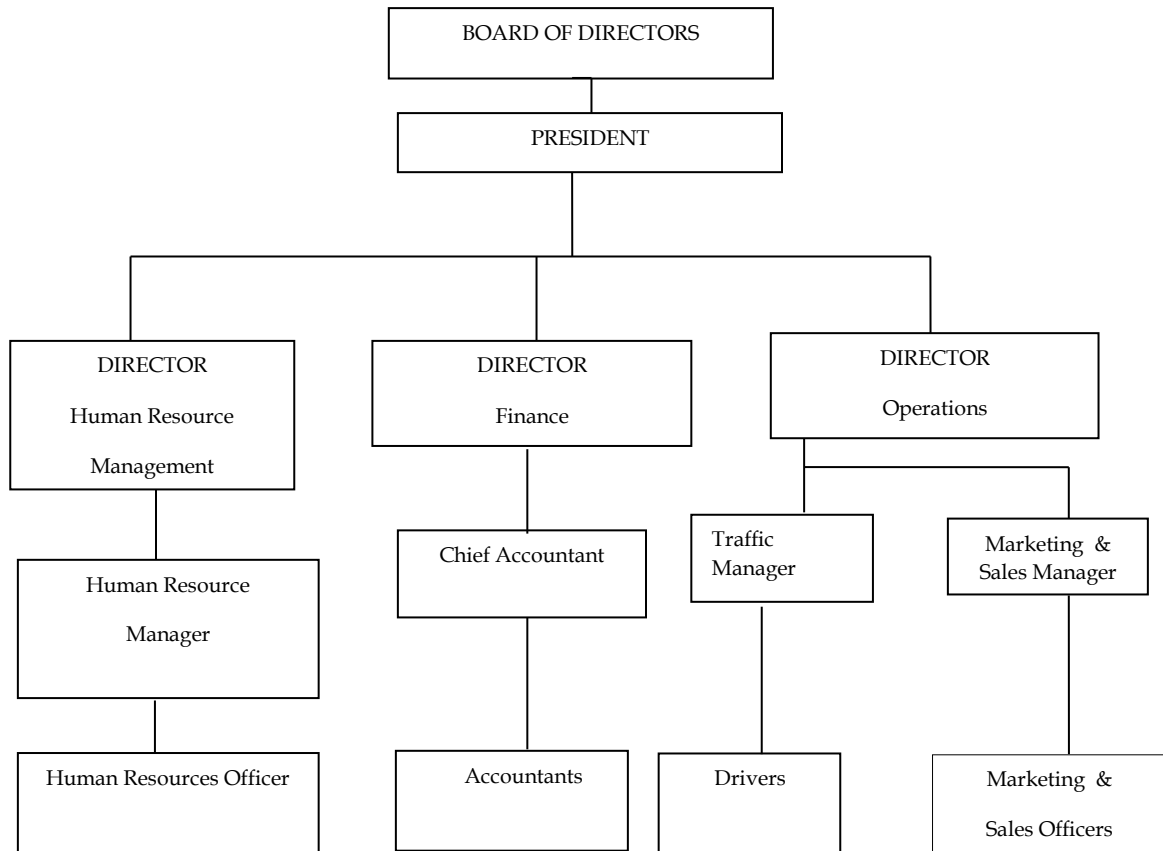 BOARD OF DIRECTORS
PRESIDENT
DIRECTOR
Human Resource
Management
DIRECTOR
Finance
DIRECTOR
Operations
Human Resource
Manager
Chief Accountant
Traffic
Manager
Marketing &
Sales Manager
Human Resources Officer
Accountants
Drivers
Marketing &
Sales Officers